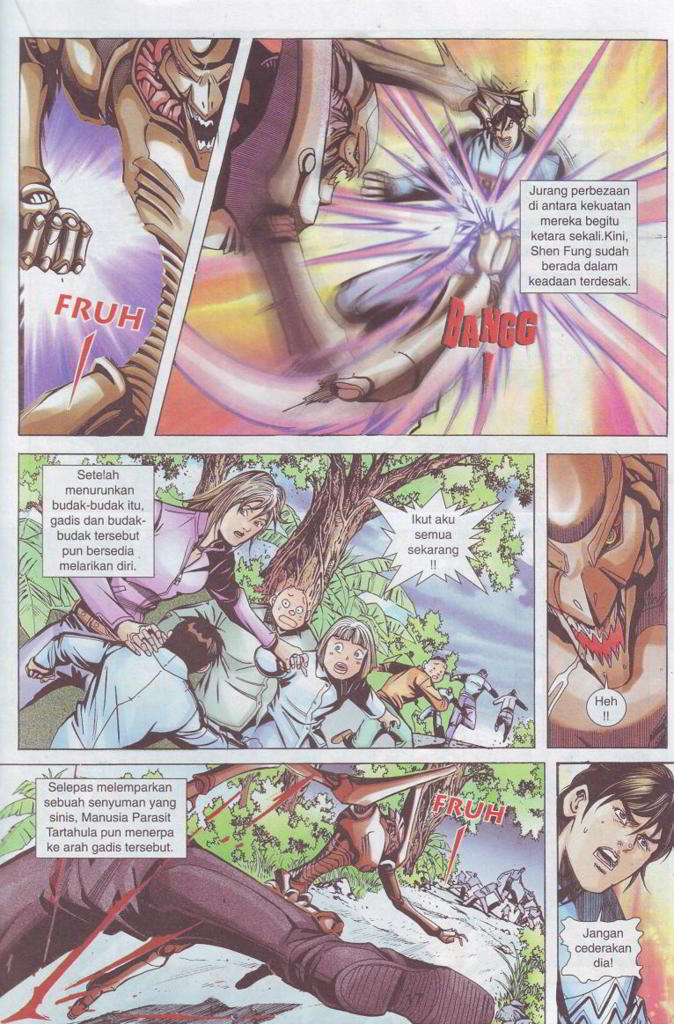 FRUH
Jurang perbezaan
di antara kekuatan
mereka begitu
ketara sekali.Kini,
Shen Fung sudah
berada dalam
keadaan terdesak.
BANGG
Setelah
menurunkan
budak-budak itu,
gadis dan budak-
budak tersebut
pun bersedia
melarikan diri.
Ikut aku
semua
sekarang
!!
Heh
!!
Selepas melemparkan
sebuah senyuman yang
sinis, Manusia Parasit
Tartahula pun menerpa
ke arah gadis tersebut.
FRUH
Jangan
cederakan
dia!
17